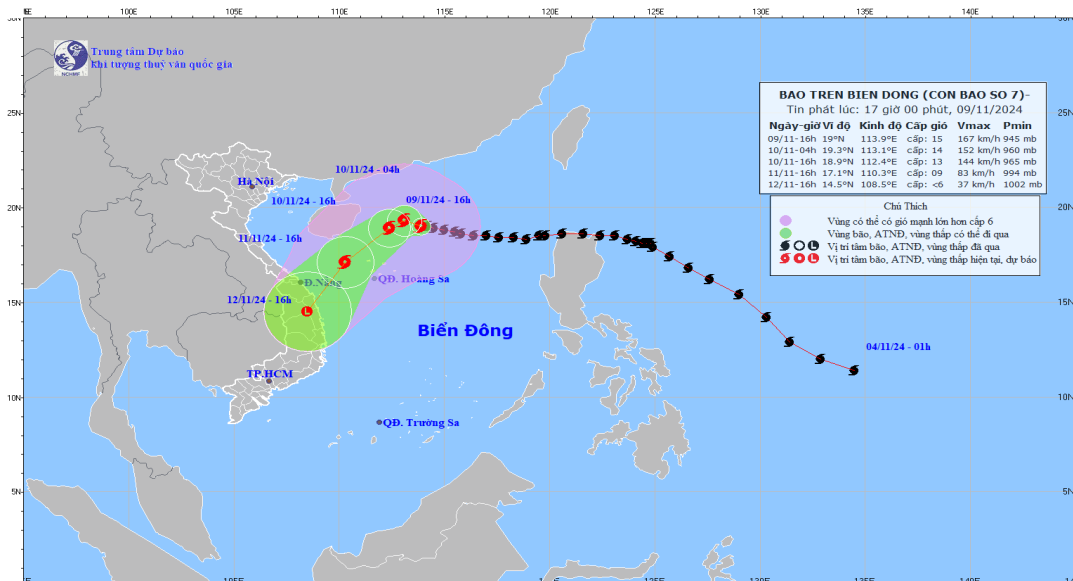 E 105E 110E 115E 120E 125E 130E 135E 140E
Trung tâm Dự báo
Khí tượng thuỷ văn quốc gia
NCHMF
25N
20N
15N
10N
5N
BAO TREN BIEN DONG (CON BAO SO 7)-
Tin phát lúc: 17 giờ 00 phút, 09/11/2024
Ngày-giờ Vĩ độ Kinh độ Cấp gió Vmax Pmin
09/11-16h 19°N 113.9°E cấp: 15 167 km/h 945 mb
10/11-04h 19.3°N 113.1°E cấp: 14 152 km/h 960 mb
10/11-16h 18.9°N 112.4°E cấp: 13 144 km/h 965 mb
11/11-16h 17.1°N 110.3°E cấp: 09 83 km/h 994 mb
12/11-16h 14.5°N 108.5°E cấp: <6 37 km/h 1002 mb
Chú Thích
Vùng có thể có gió mạnh lớn hơn cấp 6
Vùng bão, ATNĐ, vùng thấp có thể đi qua
L Vị trí tâm bão, ATNĐ, vùng thấp đã qua
L Vị trí tâm bão, ATNĐ, vùng thấp hiện tại, dự báo
10/11/24 - 04h
Hà Nội
10/11/24 - 16h
09/11/24 - 16h
11/11/24 - 16h
Đ.Nẵng
QĐ. Hoàng Sa
12/11/24 - 16h
L
Biển Đông
04/11/24 - 01h
TP.HCM
QĐ. Trường Sa
25N
20N
15N
10N
5N